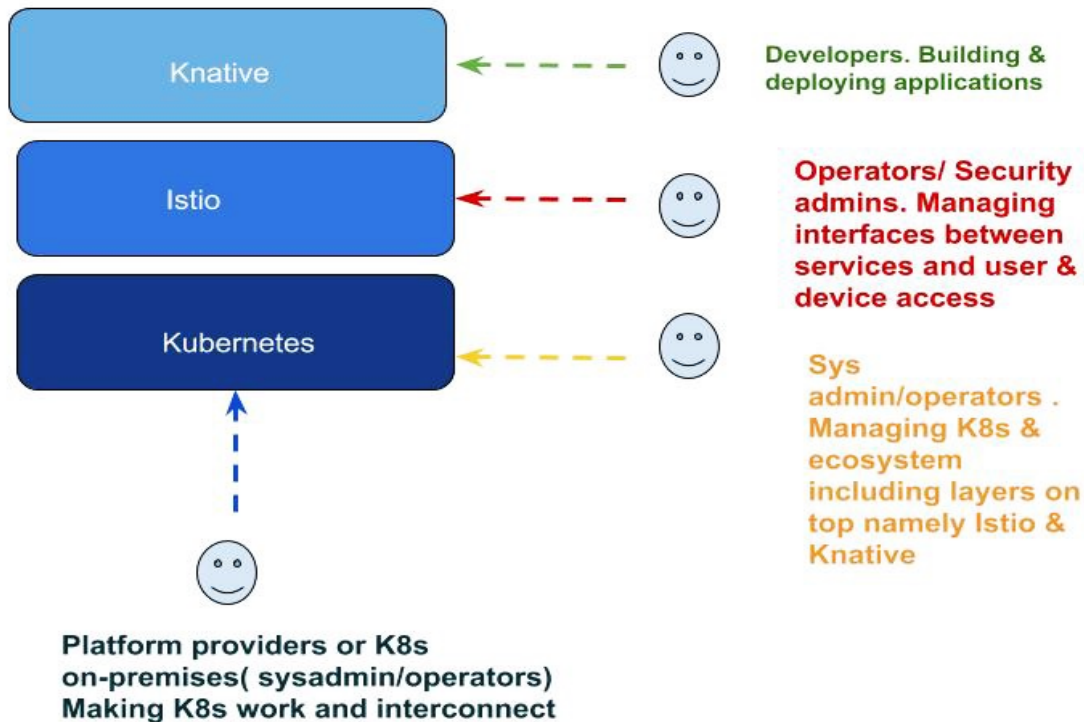 Knative
Developers. Building &
deploying applications
Istio
Operators/ Security
admins. Managing
interfaces between
services and user &
device access
Kubernetes
Sys
admin/operators .
Managing K8s &
ecosystem
including layers on
top namely Istio &
Knative
Platform providers or K8s
on-premises( sysadmin/operators)
Making K8s work and interconnect